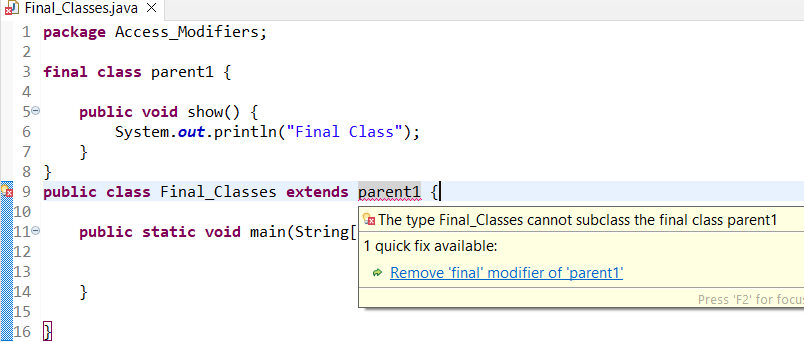 Final_Classes.java
1 package Access_Modifiers;
2
3 final class parent1 {
4
5 public void show() {
6 System.out.println("Final Class");
7 }
8 }
9 public class Final_Classes extends parent1 {
10
11 public static void main(String[
12
13
14 }
15
16 }
The type Final_Classes cannot subclass the final class parent1
1 quick fix available:
Remove 'final' modifier of 'parent1'
Press 'F2' for focus